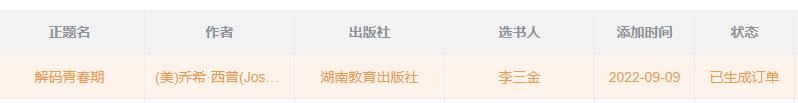 正题名 作者 出版社 选书人 添加时间 状态
解码青春期 (美)乔希·西普(Jos... 湖南教育出版社 李三金 2022-09-09 已生成订单